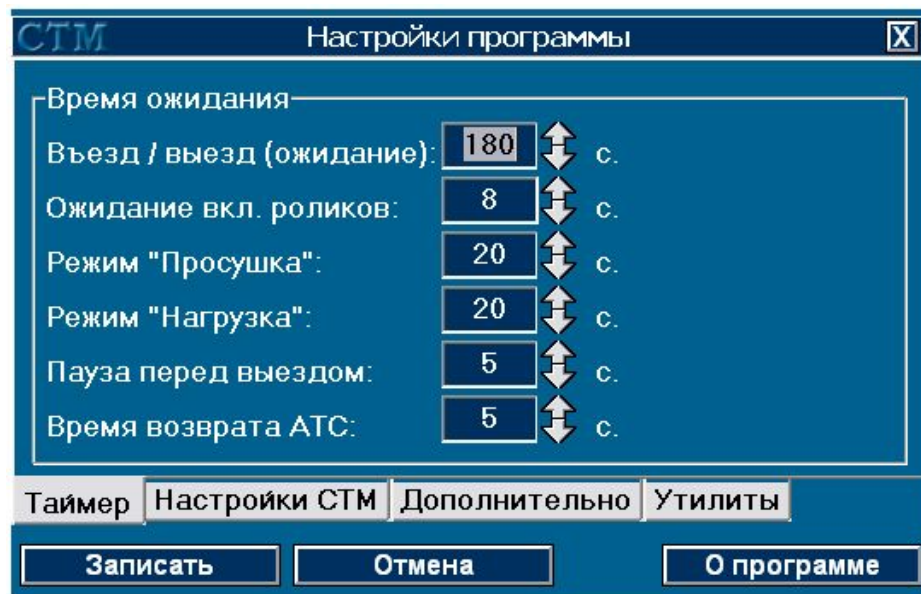 СТМ Настройки программы X
Время ожидания
Въезд / выезд (ожидание): 180 с.
Ожидание вкл. роликов: 8 с.
Режим "Просушка": 20 с.
Режим "Нагрузка": 20 с.
Пауза перед выездом: 5 с.
Время возврата АТС: 5 с.
Таймер Настройки СТМ Дополнительно Утилиты
Записать Отмена О программе